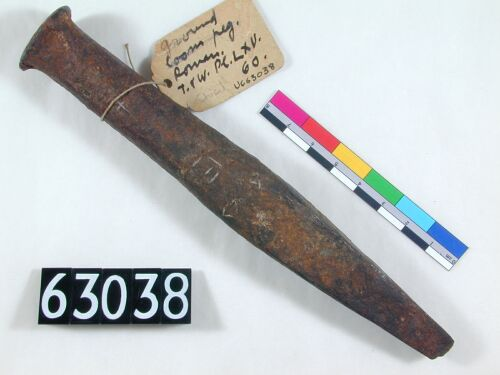 ground
loom peg.
Roman.
T. & W. Pl. LXV.
60.
UC63038
63038